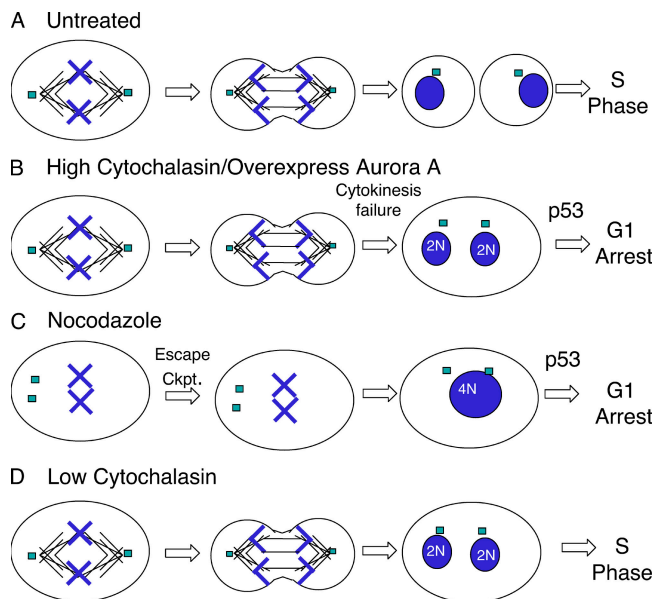 A Untreated
S
Phase
B High Cytochalasin/Overexpress Aurora A
Cytokinesis
failure
2N 2N
p53
G1
Arrest
C Nocodazole
Escape
Ckpt.
4N
p53
G1
Arrest
D Low Cytochalasin
2N 2N
S
Phase